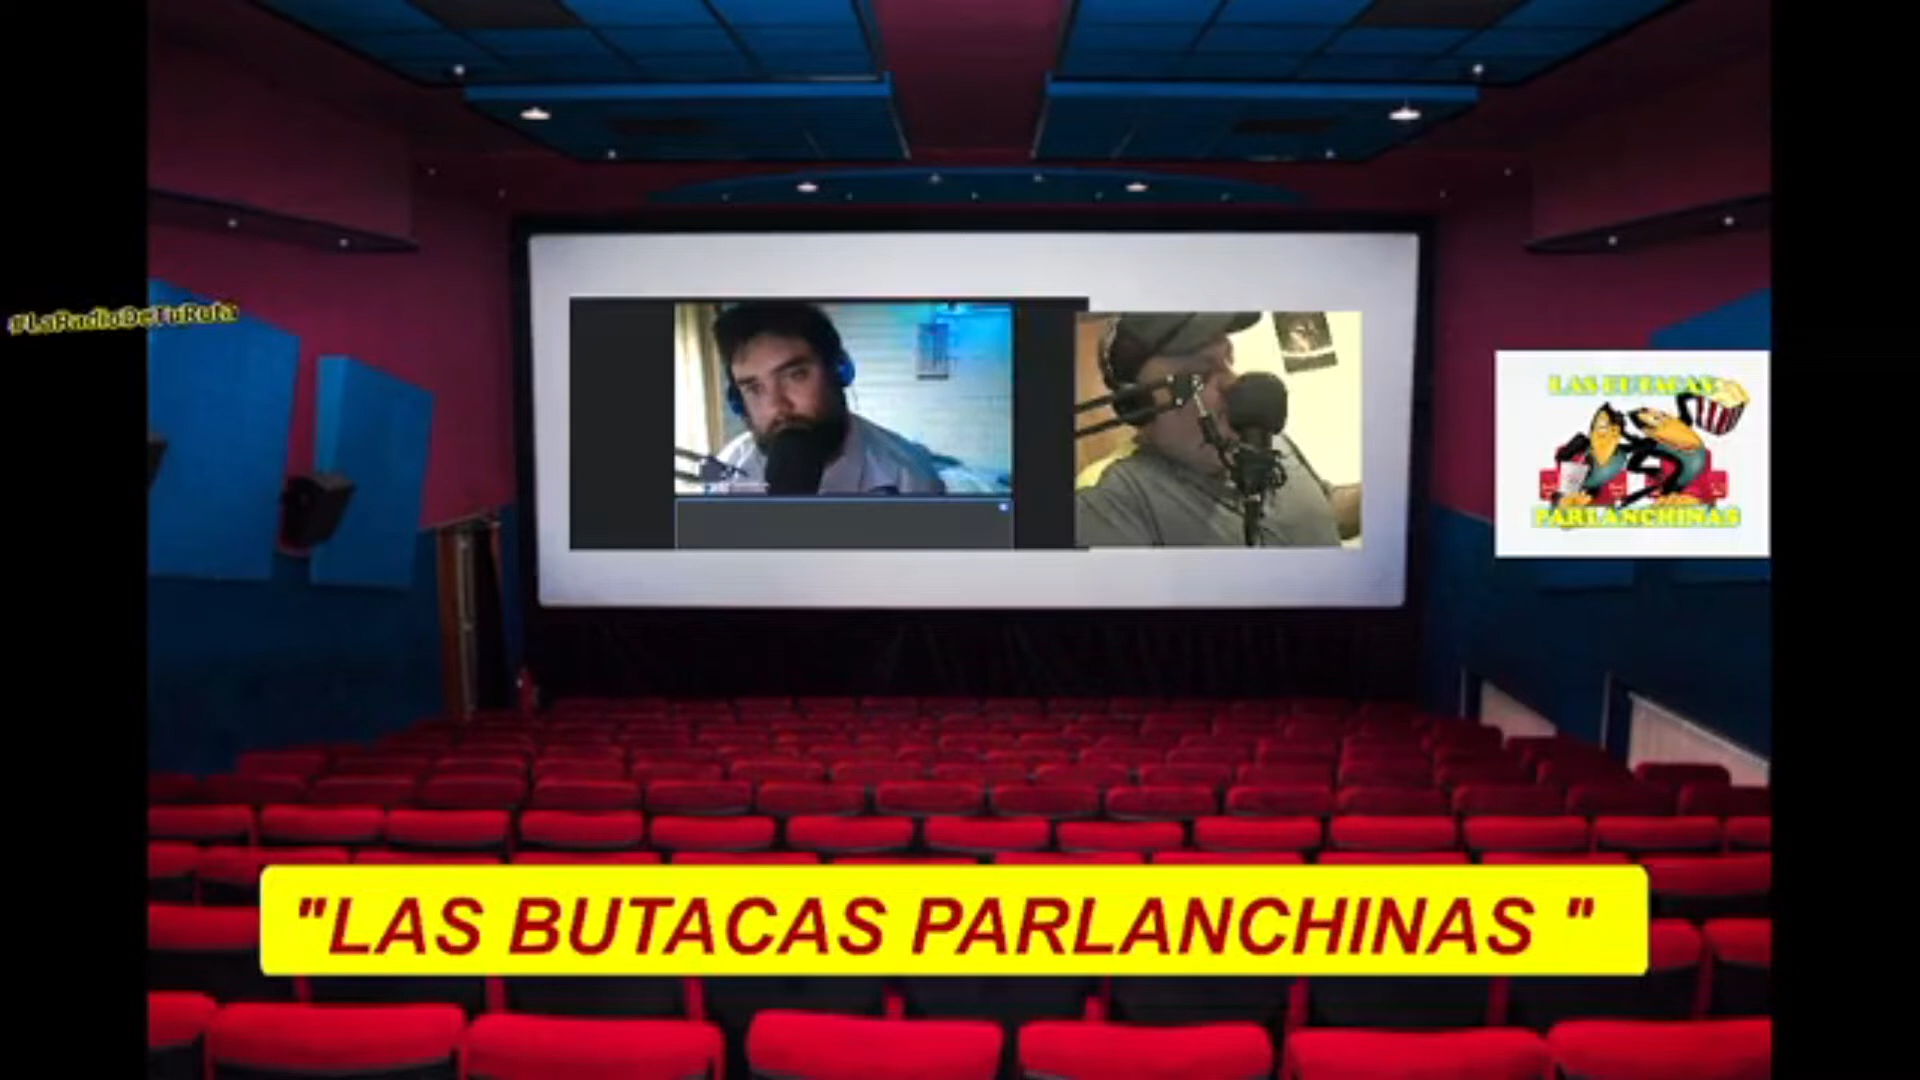 #LaRadioDeTuRuta
LAS BUTACAS
PARLANCHINAS
"LAS BUTACAS PARLANCHINAS "